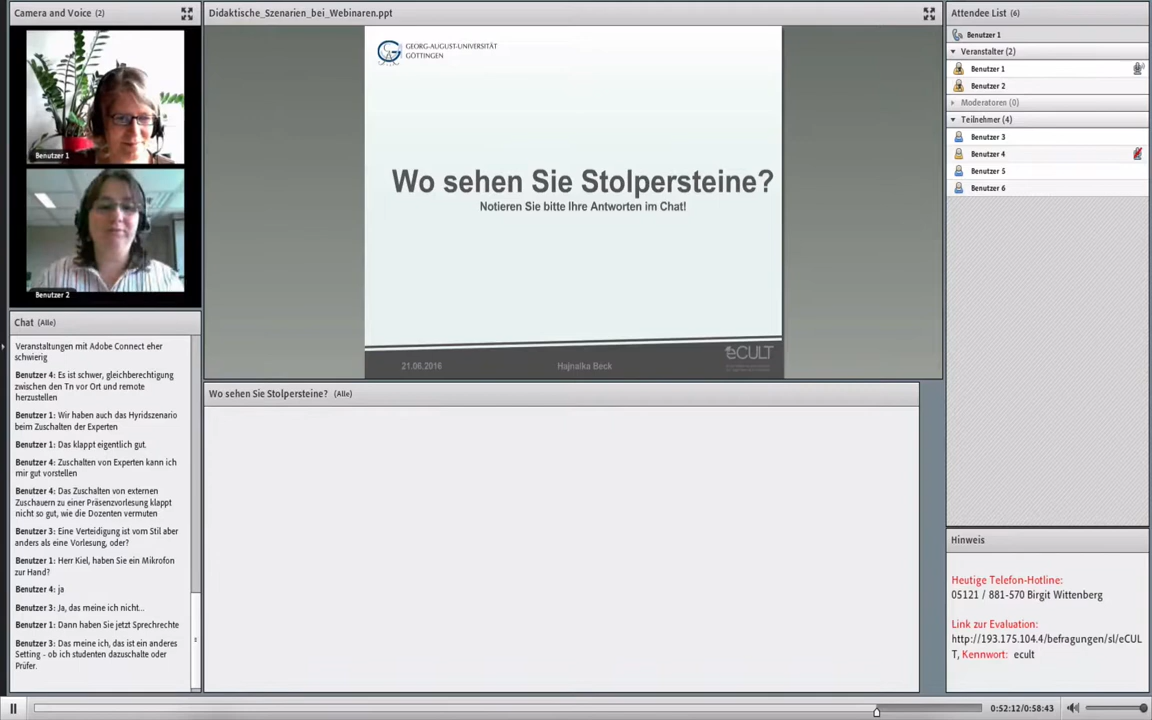 Camera and Voice (2)
Benutzer 1
Benutzer 2
Chat (Alle)
Veranstaltungen mit Adobe Connect eher
schwierig
Benutzer 4: Es ist schwer, gleichberechtigung
zwischen den Tn vor Ort und remote
herzustellen
Benutzer 1: Wir haben auch das Hyridszenario
beim Zuschalten der Experten
Benutzer 1: Das klappt eigentlich gut.
Benutzer 4: Zuschalten von Experten kann ich
mir gut vorstellen
Benutzer 4: Das Zuschalten von externen
Zuschauern zu einer Präsenzvorlesung klappt
nicht so gut, wie die Dozenten vermuten
Benutzer 3: Eine Verteidigung ist vom Stil aber
anders als eine Vorlesung, oder?
Benutzer 1: Herr Kiel, haben Sie ein Mikrofon
zur Hand?
Benutzer 4: ja
Benutzer 3: Ja, das meine ich nicht...
Benutzer 1: Dann haben Sie jetzt Sprechrechte
Benutzer 3: Das meine ich, das ist ein anderes
Setting - ob ich studenten dazuschalte oder
Prüfer.
Didaktische_Szenarien_bei_Webinaren.ppt
GEORG-AUGUST-UNIVERSITÄT
GÖTTINGEN
Wo sehen Sie Stolpersteine?
Notieren Sie bitte Ihre Antworten im Chat!
21.06.2016
Hajnalka Beck
eCULT
Wo sehen Sie Stolpersteine? (Alle)
Attendee List (6)
Benutzer 1
Veranstalter (2)
Benutzer 1
Benutzer 2
Moderatoren (0)
Teilnehmer (4)
Benutzer 3
Benutzer 4
Benutzer 5
Benutzer 6
Hinweis
Heutige Telefon-Hotline:
05121 / 881-570 Birgit Wittenberg
Link zur Evaluation:
http://193.175.104.4/befragungen/sl/eCUL
T, Kennwort: ecult
0:52:12/0:58:43